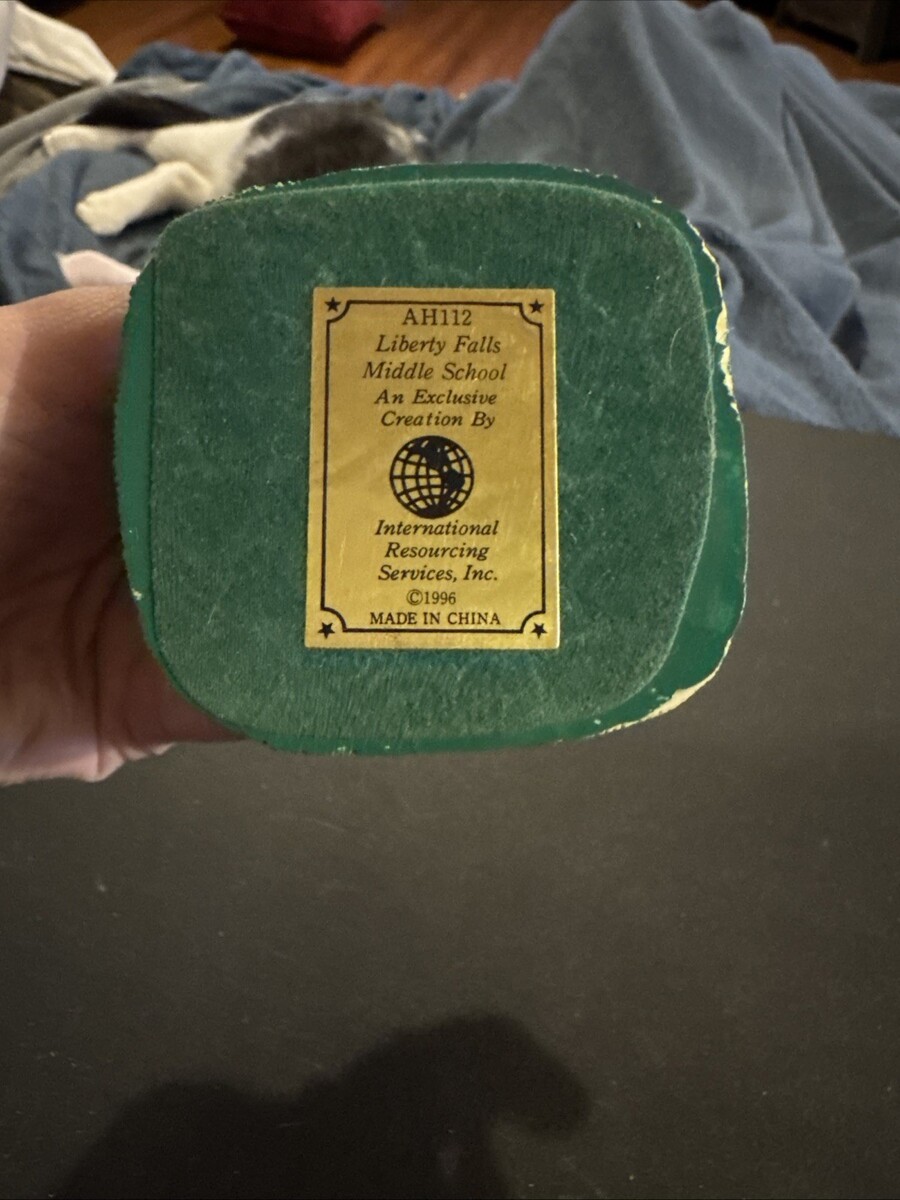 AH112
Liberty Falls
Middle School
An Exclusive
Creation By
International
Resourcing
Services, Inc.
©1996
MADE IN CHINA